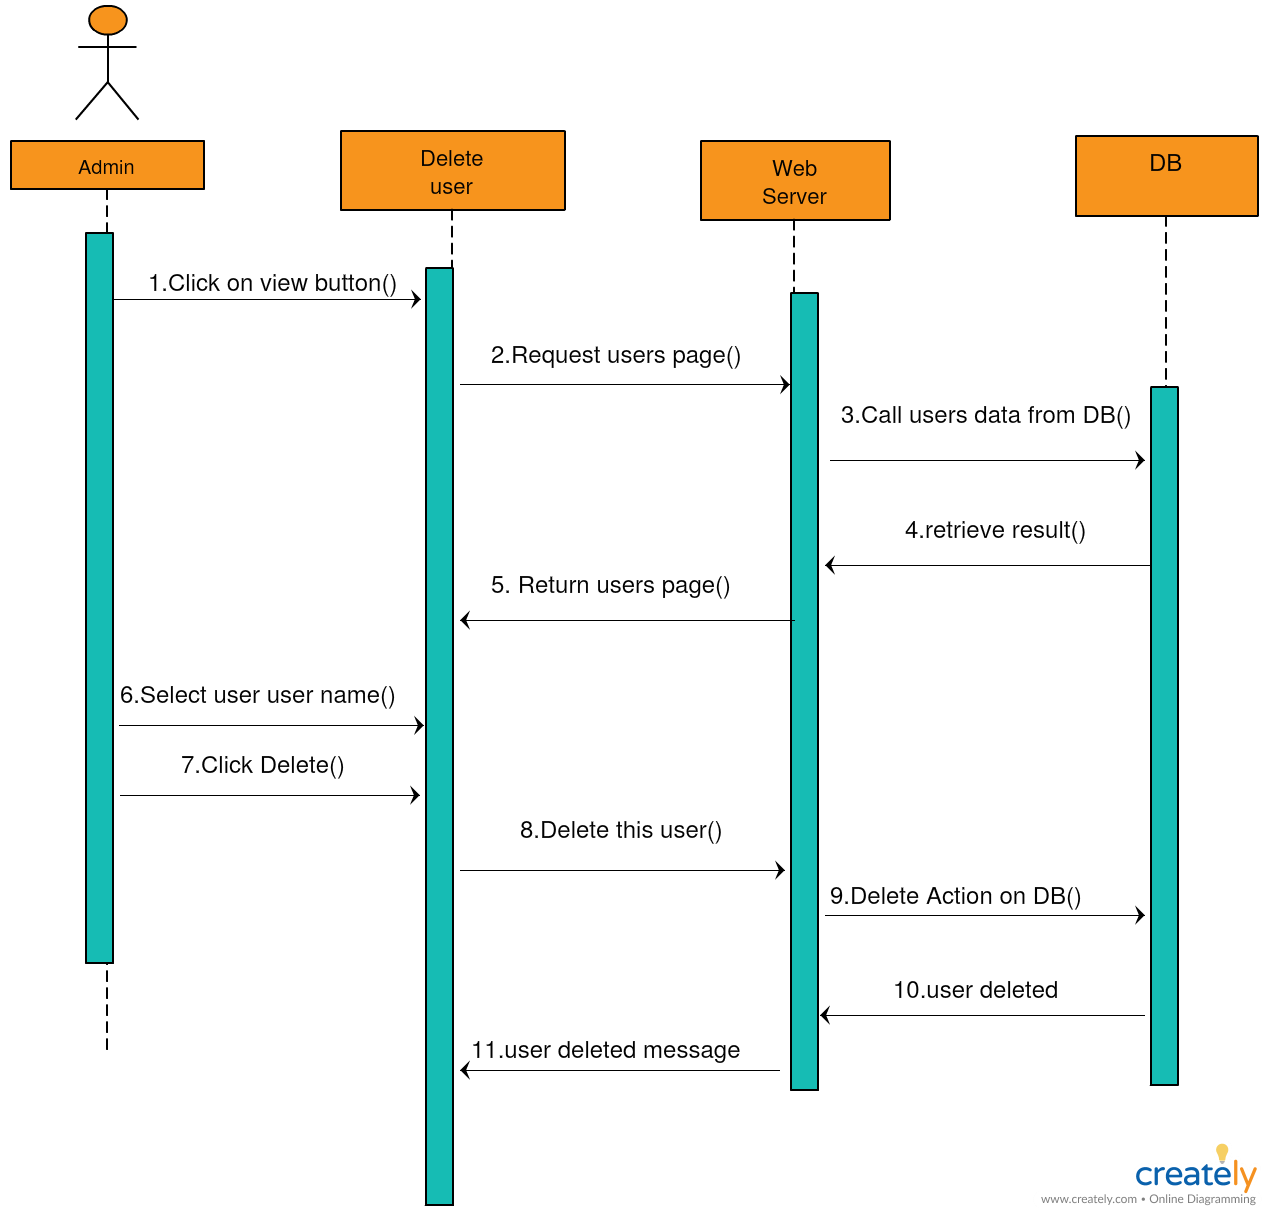 Admin
Delete
user
Web
Server
DB
1.Click on view button()
2.Request users page()
3.Call users data from DB()
4.retrieve result()
5. Return users page()
6.Select user user name()
7.Click Delete()
8.Delete this user()
9.Delete Action on DB()
10.user deleted
11.user deleted message
creately
www.creately.com • Online Diagramming